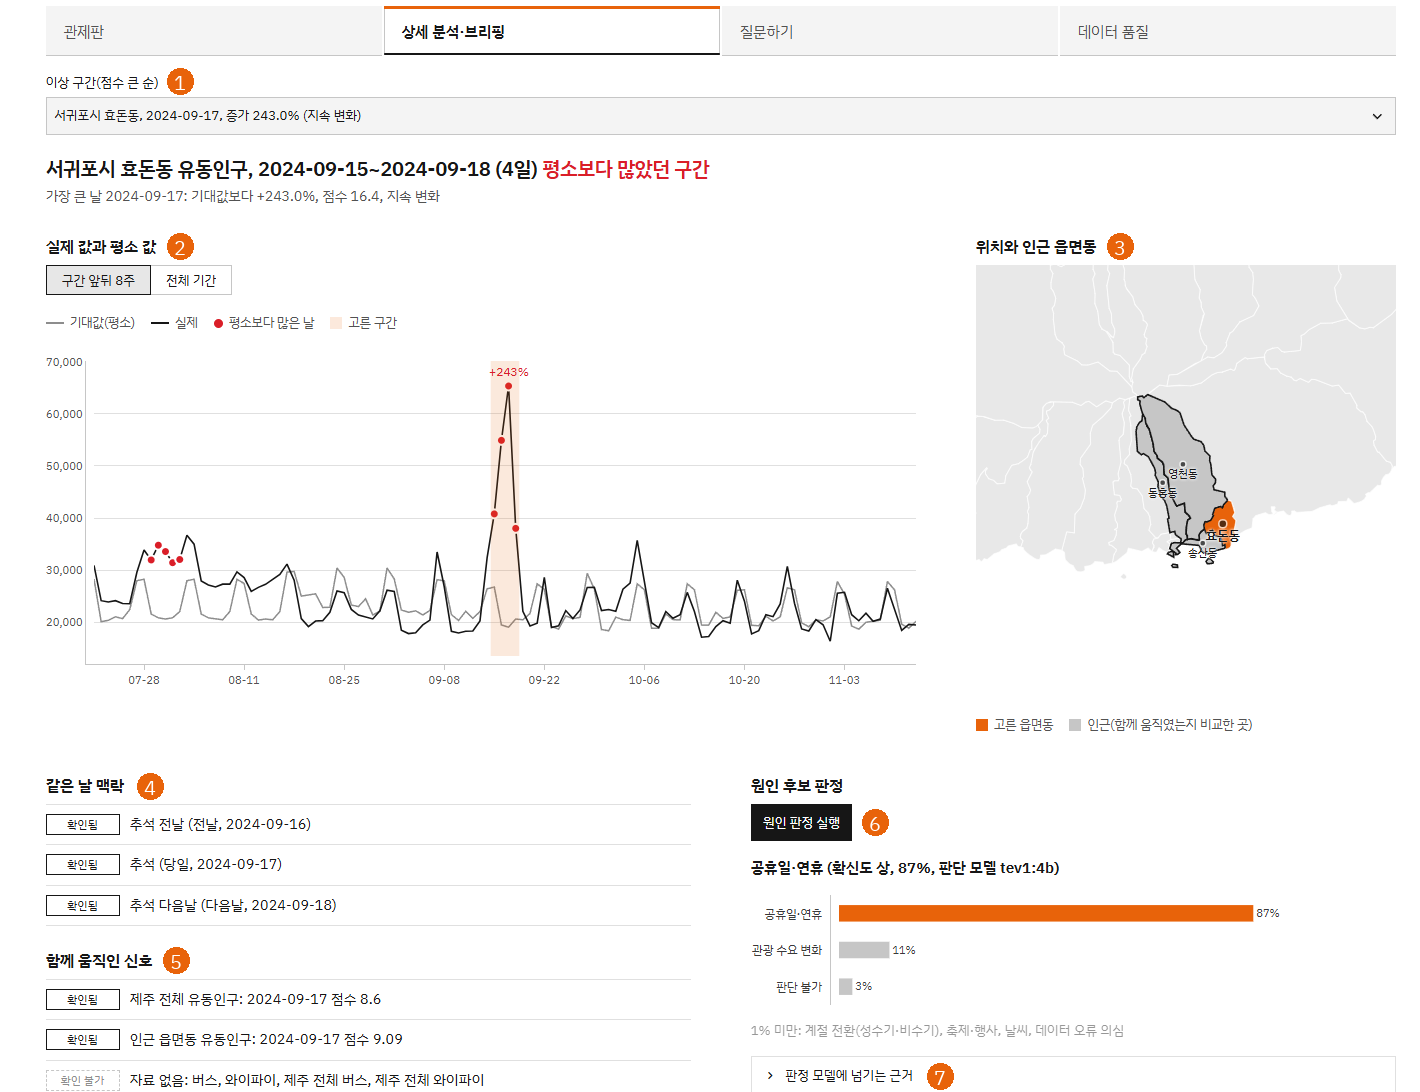 관제판
상세 분석·브리핑
질문하기
데이터 품질
이상 구간(점수 큰 순) 1
서귀포시 효돈동, 2024-09-17, 증가 243.0% (지속 변화)
서귀포시 효돈동 유동인구, 2024-09-15~2024-09-18 (4일) 평소보다 많았던 구간
가장 큰 날 2024-09-17: 기대값보다 +243.0%, 점수 16.4, 지속 변화
실제 값과 평소 값 2
구간 앞뒤 8주
전체 기간
기대값(평소)
실제
평소보다 많은 날
고른 구간
70,000
60,000
50,000
40,000
30,000
20,000
+243%
07-28
08-11
08-25
09-08
09-22
10-06
10-20
11-03
위치와 인근 읍면동 3
영천동
동홍동
효돈동
송산동
고른 읍면동
인근(함께 움직였는지 비교한 곳)
같은 날 맥락 4
확인됨 추석 전날 (전날, 2024-09-16)
확인됨 추석 (당일, 2024-09-17)
확인됨 추석 다음날 (다음날, 2024-09-18)
함께 움직인 신호 5
확인됨 제주 전체 유동인구: 2024-09-17 점수 8.6
확인됨 인근 읍면동 유동인구: 2024-09-17 점수 9.09
확인 불가 자료 없음: 버스, 와이파이, 제주 전체 버스, 제주 전체 와이파이
원인 후보 판정
원인 판정 실행 6
공휴일·연휴 (확신도 상, 87%, 판단 모델 tev1:4b)
공휴일·연휴 87%
관광 수요 변화 11%
판단 불가 3%
1% 미만: 계절 전환(성수기·비수기), 축제·행사, 날씨, 데이터 오류 의심
판정 모델에 넘기는 근거 7